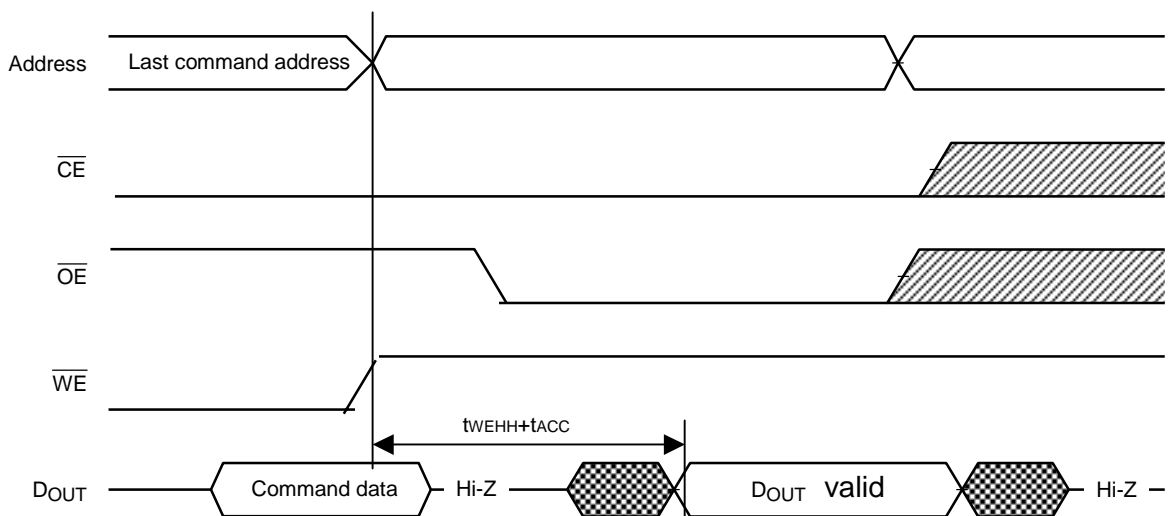 Address Last command address
CE
OE
WE
tWEHH+tACC
DOUT Command data Hi-Z DOUT valid Hi-Z